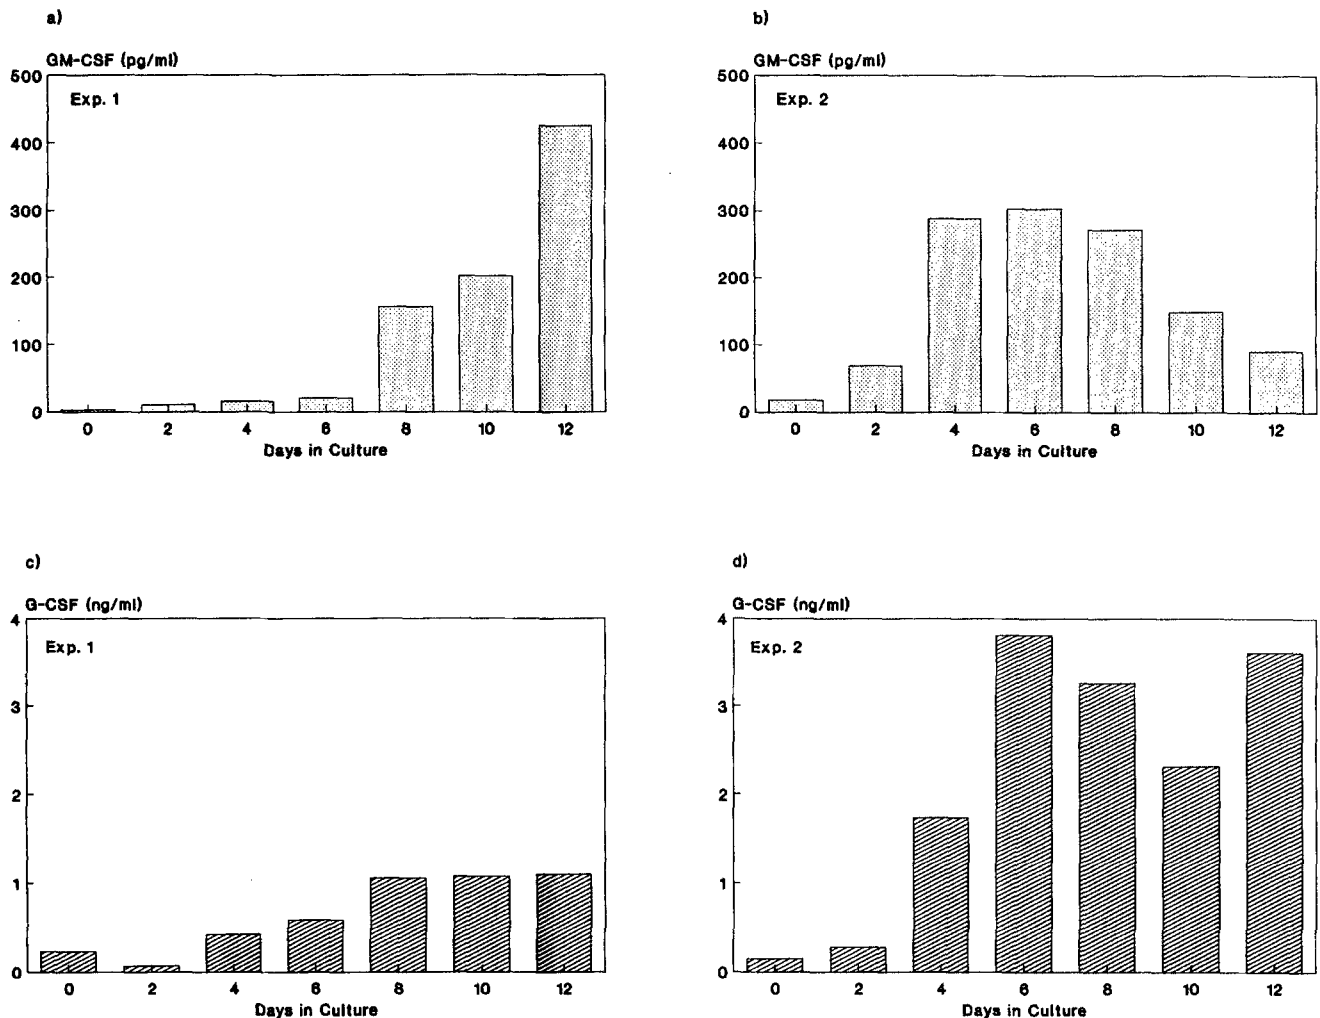 a)
GM-CSF (pg/ml)
500
400
300
200
100
0
Exp. 1
0 2 4 6 8 10 12
Days in Culture
b)
GM-CSF (pg/ml)
500
400
300
200
100
0
Exp. 2
0 2 4 6 8 10 12
Days in Culture
c)
G-CSF (ng/ml)
4
3
2
1
0
Exp. 1
0 2 4 6 8 10 12
Days in Culture
d)
G-CSF (ng/ml)
4
3
2
1
0
Exp. 2
0 2 4 6 8 10 12
Days in Culture